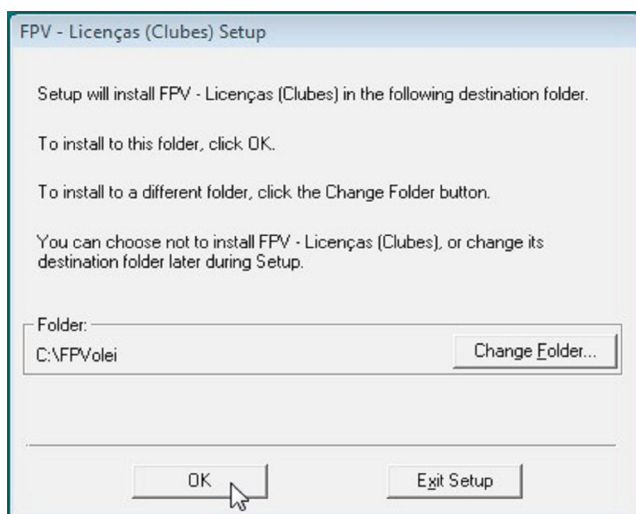 FPV - Licenças (Clubes) Setup
Setup will install FPV - Licenças (Clubes) in the following destination folder.
To install to this folder, click OK.
To install to a different folder, click the Change Folder button.
You can choose not to install FPV - Licenças (Clubes), or change its
destination folder later during Setup.
Folder:
C:\FPVolei
Change Folder...
OK
Exit Setup